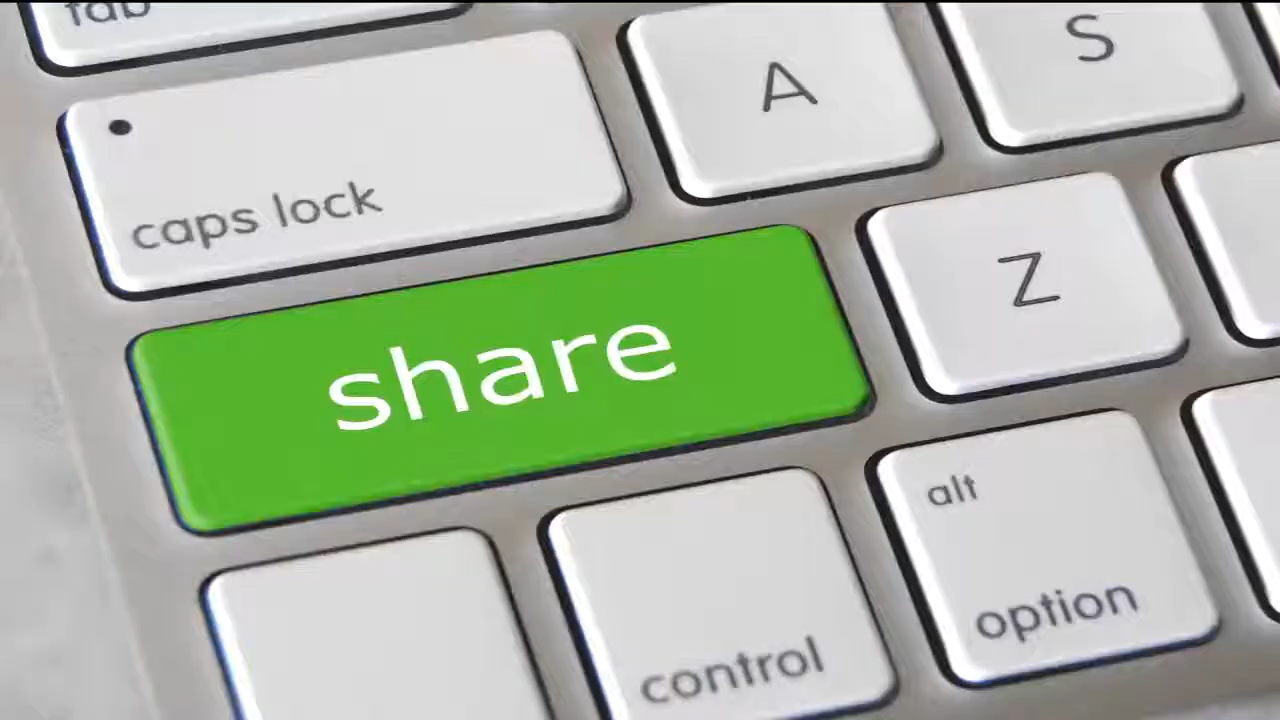 tab
caps lock
A
S
share
Z
control
alt
option